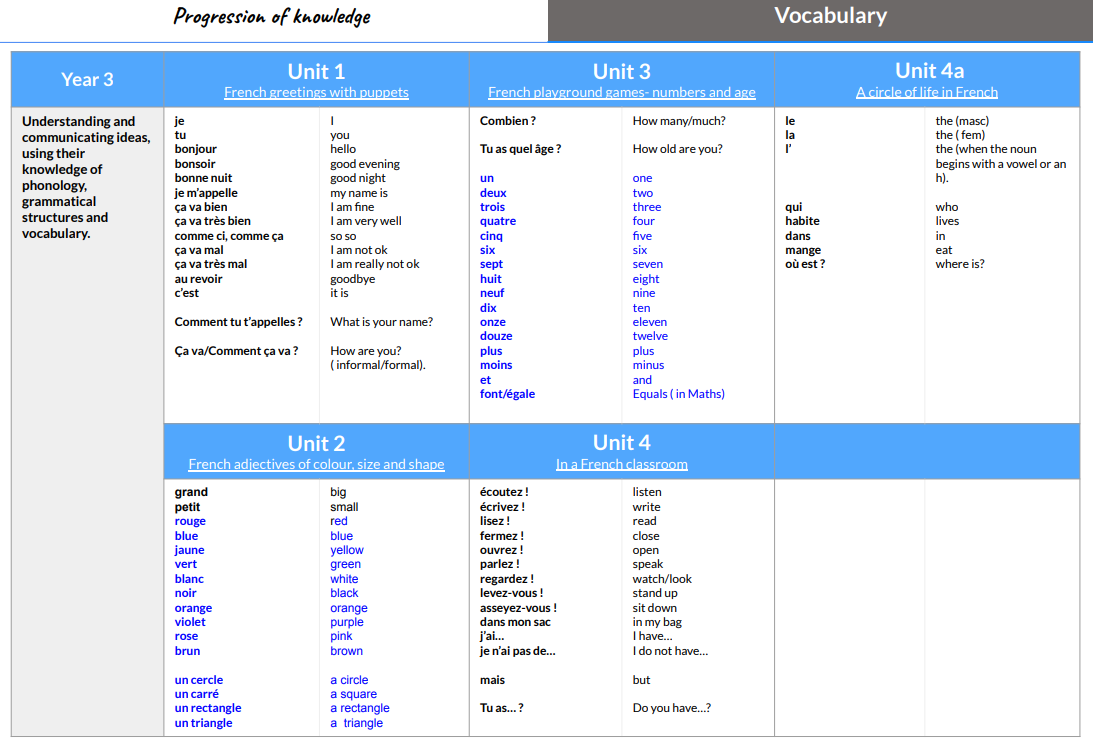 Progression of knowledge
Vocabulary
Year 3
Unit 1
French greetings with puppets
Unit 3
French playground games- numbers and age
Unit 4a
A circle of life in French
Understanding and
communicating ideas,
using their
knowledge of
phonology,
grammatical
structures and
vocabulary.
je I
tu you
bonjour hello
bonsoir good evening
bonne nuit good night
je m'appelle my name is
ça va bien I am fine
ça va très bien I am very well
comme ci, comme ça so so
ça va mal I am not ok
ça va très mal I am really not ok
au revoir goodbye
c'est it is
Comment tu t'appelles ? What is your name?
Ça va/Comment ça va ? How are you?
( informal/formal).
Combien ? How many/much?
Tu as quel âge ? How old are you?
un one
deux two
trois three
quatre four
cinq five
six six
sept seven
huit eight
neuf nine
dix ten
onze eleven
douze twelve
plus plus
moins minus
et and
font/égale Equals ( in Maths)
le the (masc)
la the ( fem)
l' the (when the noun
begins with a vowel or an
h).
qui who
habite lives
dans in
mange eat
où est ? where is?
Unit 2
French adjectives of colour, size and shape
Unit 4
In a French classroom
grand big
petit small
rouge red
blue blue
jaune yellow
vert green
blanc white
noir black
orange orange
violet purple
rose pink
brun brown
un cercle a circle
un carré a square
un rectangle a rectangle
un triangle a triangle
écoutez ! listen
écrivez ! write
lisez ! read
fermez ! close
ouvrez ! open
parlez ! speak
regardez ! watch/look
levez-vous ! stand up
asseyez-vous ! sit down
dans mon sac in my bag
j'ai… I have…
je n'ai pas de… I do not have…
mais but
Tu as… ? Do you have…?